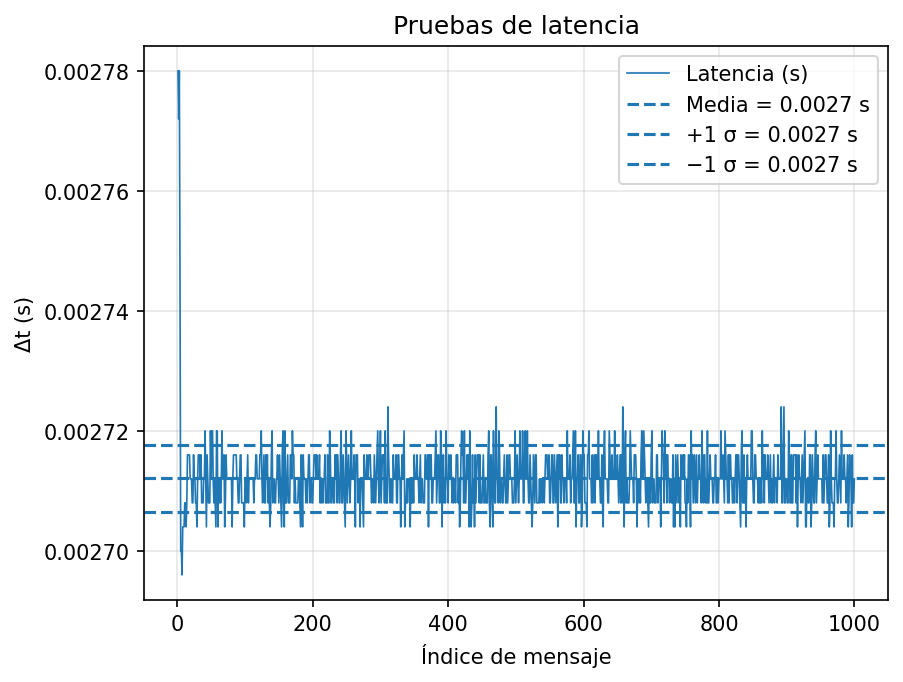 Pruebas de latencia
Latencia (s)
Media = 0.0027 s
+1 σ = 0.0027 s
−1 σ = 0.0027 s
Δt (s)
0.00278
0.00276
0.00274
0.00272
0.00270
0
200
400
600
800
1000
Índice de mensaje